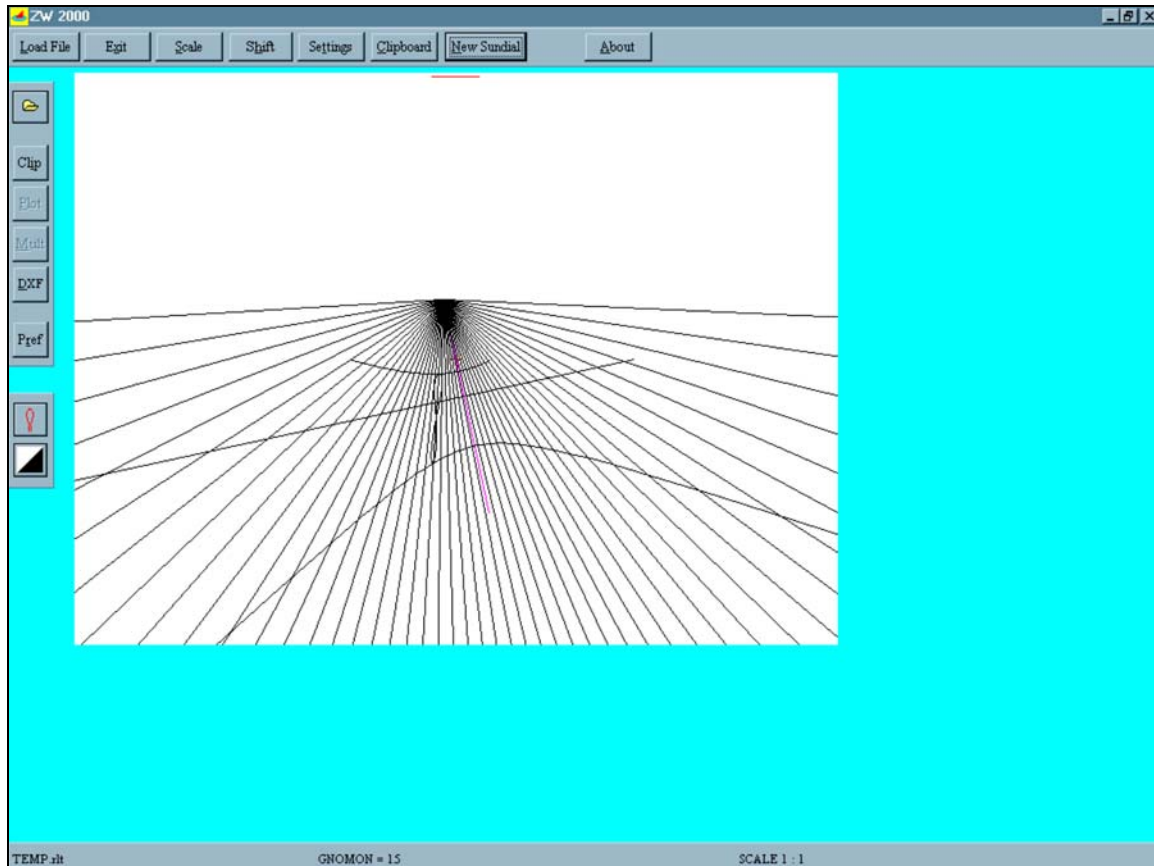 ZW 2000
Load File Exit Scale Shift Settings Clipboard New Sundial About
Clip
Plot
Mult
DXF
Pref
TEMP.rlt GNOMON = 15 SCALE 1 : 1